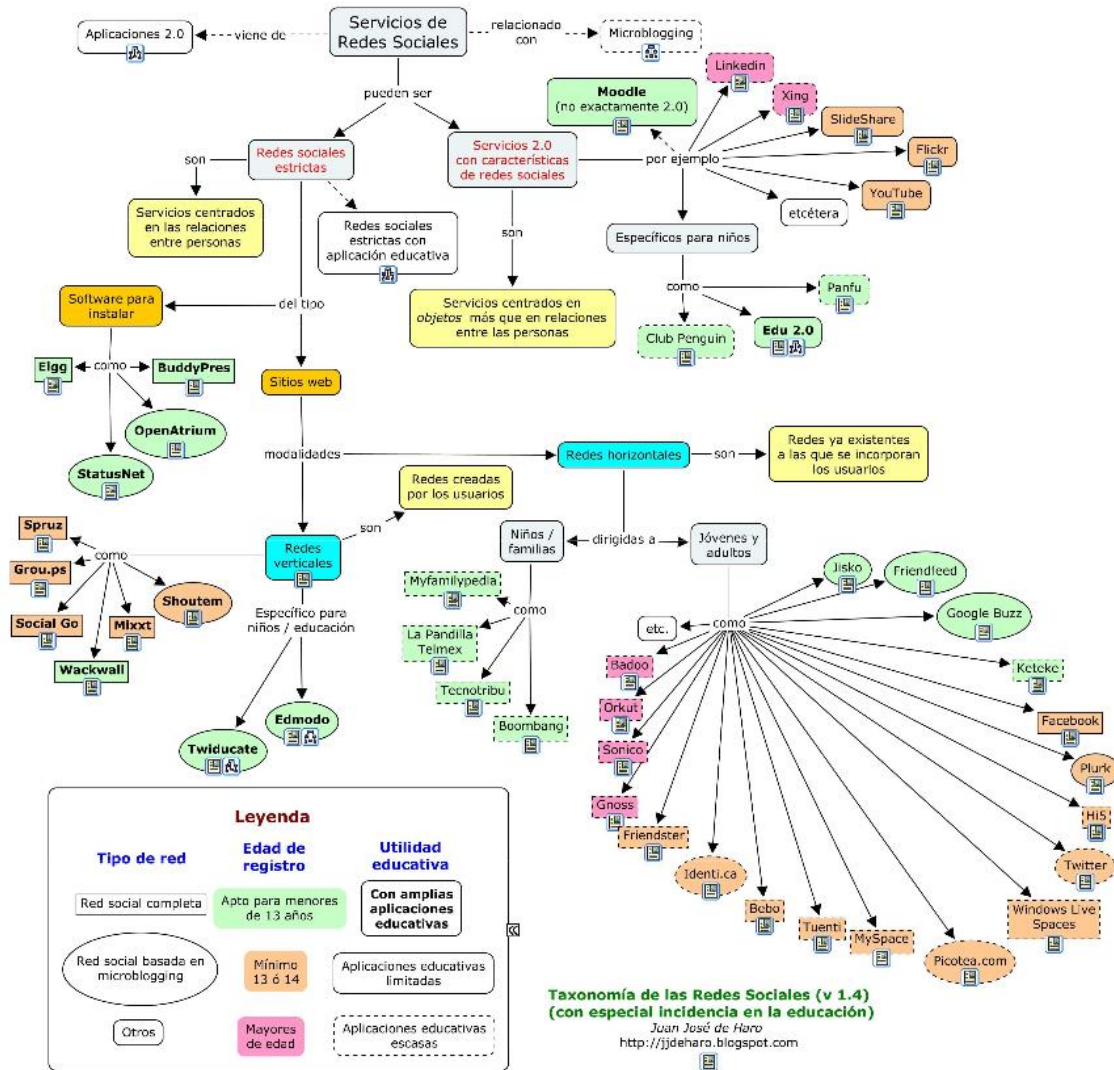 Servicios de
Redes Sociales
Aplicaciones 2.0
viene de
relacionado
con
Microblogging
pueden ser
Moodle
(no exactamente 2.0)
Linkedin
Xing
SlideShare
Flickr
YouTube
etcétera
por ejemplo
Redes sociales
estrictas
Servicios 2.0
con características
de redes sociales
son
Servicios centrados
en las relaciones
entre personas
Redes sociales
estrictas con
aplicación educativa
son
Servicios centrados en
objetos más que en relaciones
entre las personas
Específicos para niños
como
Panfu
Club Penguin
Edu 2.0
del tipo
Software para
instalar
Elgg
como
BuddyPres
OpenAtrium
StatusNet
Sitios web
modalidades
Redes horizontales
son
Redes ya existentes
a las que se incorporan
los usuarios
Redes creadas
por los usuarios
son
Redes
verticales
Spruz
como
Grou.ps
Social Go
Mixxt
Shoutem
Wackwall
Específico para
niños / educación
Edmodo
Twiducate
Niños /
familias
dirigidas a
Jóvenes y
adultos
Myfamilypedia
como
La Pandilla
Telmex
Tecnotribu
Boombang
como
Jisko
Friendfeed
Google Buzz
Keteke
Facebook
Plurk
Hi5
Twitter
Windows Live
Spaces
Picotea.com
MySpace
Tuenti
Bebo
Identi.ca
Friendster
Gnoss
Sonico
Orkut
Badoo
etc.
Leyenda
Tipo de red
Edad de
registro
Utilidad
educativa
Red social completa
Apto para menores
de 13 años
Con amplias
aplicaciones
educativas
Red social basada en
microblogging
Mínimo
13 ó 14
Aplicaciones educativas
limitadas
Otros
Mayores
de edad
Aplicaciones educativas
escasas
Taxonomía de las Redes Sociales (v 1.4)
(con especial incidencia en la educación)
Juan José de Haro
http://jjdeharo.blogspot.com